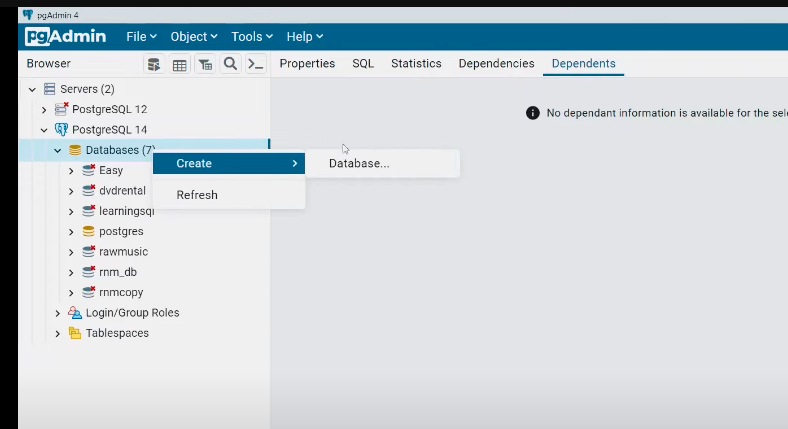 pgAdmin 4
pgAdmin File Object Tools Help
Browser Properties SQL Statistics Dependencies Dependents
Servers (2)
PostgreSQL 12
No dependant information is available for the
PostgreSQL 14
Databases (7)
Create Database...
Easy
dvdrental
Refresh
learningsql
postgres
rawmusic
rnm_db
rnmcopy
Login/Group Roles
Tablespaces